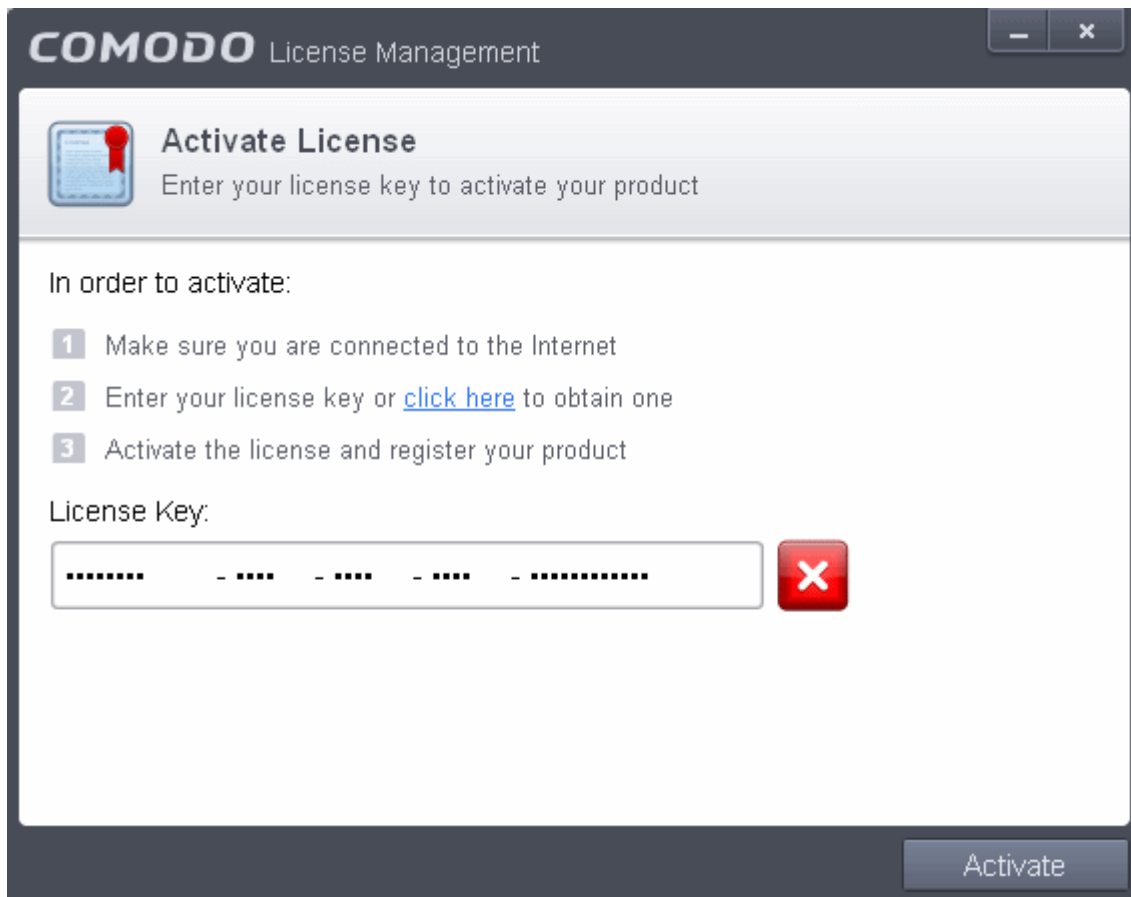 COMODO License Management
Activate License
Enter your license key to activate your product
In order to activate:
1 Make sure you are connected to the Internet
2 Enter your license key or click here to obtain one
3 Activate the license and register your product
License Key:
▪▪▪▪▪▪▪▪ - ▪▪▪▪ - ▪▪▪▪ - ▪▪▪▪ - ▪▪▪▪▪▪▪▪▪▪▪▪
Activate